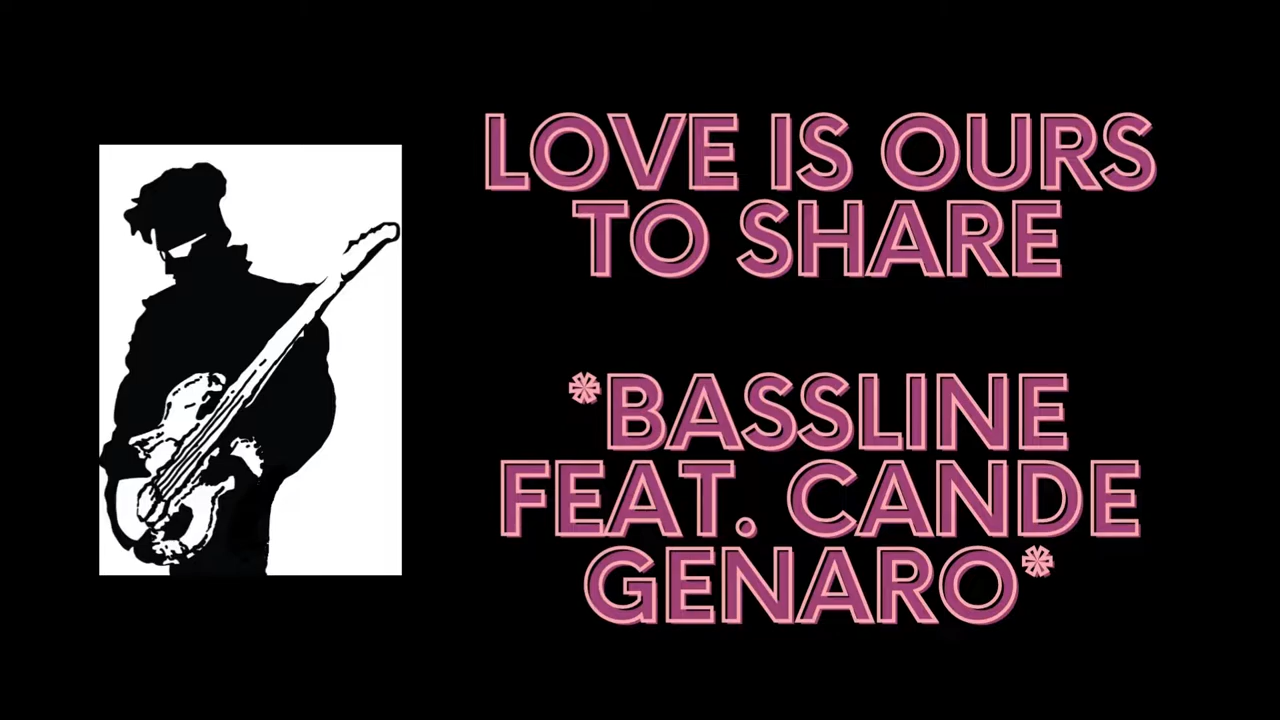 LOVE IS OURS
TO SHARE
*BASSLINE
FEAT. CANDE
GENARO*